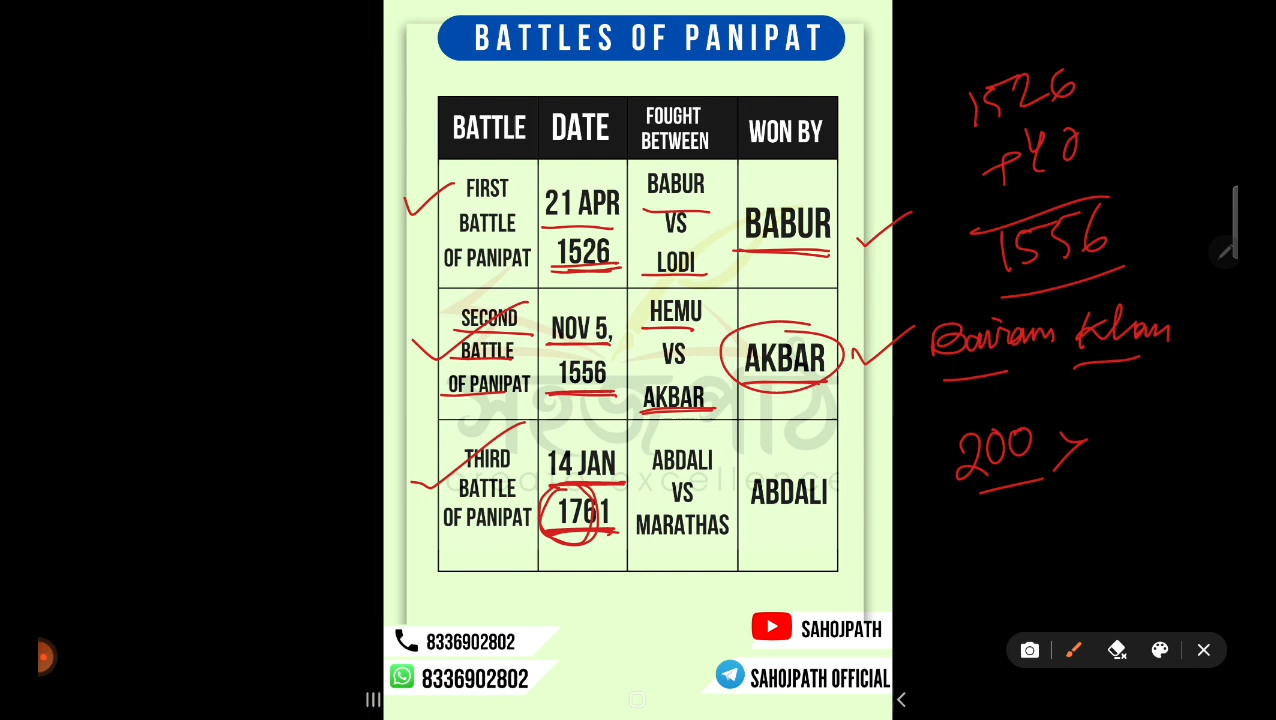 BATTLES OF PANIPAT
BATTLE DATE FOUGHT BETWEEN WON BY
FIRST BATTLE OF PANIPAT
21 APR 1526
BABUR VS LODI
BABUR
SECOND BATTLE OF PANIPAT
NOV 5, 1556
HEMU VS AKBAR
AKBAR
THIRD BATTLE OF PANIPAT
14 JAN 1761
ABDALI VS MARATHAS
ABDALI
সহজ পাঠ
8336902802
8336902802
SAHOJPATH
SAHOJPATH OFFICIAL
1526
1556
Bairam Khan
200